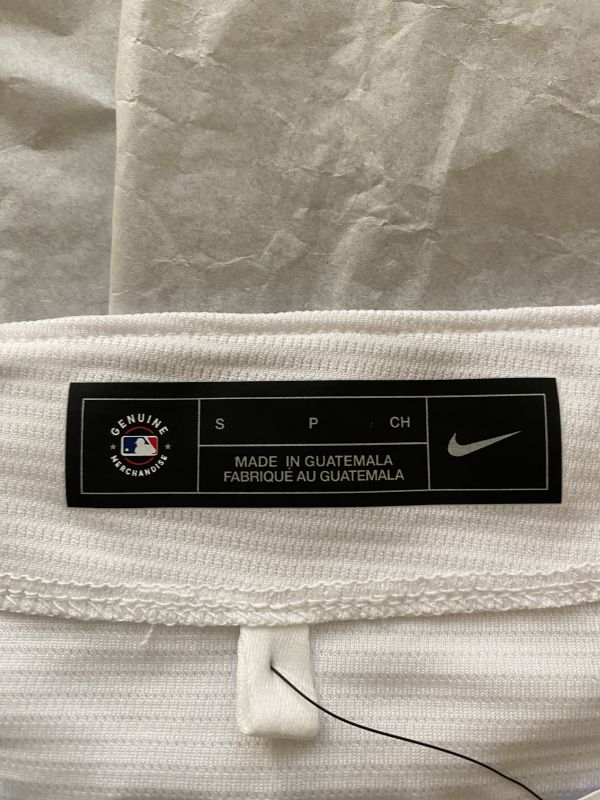 GENUINE
MERCHANDISE
S P CH
MADE IN GUATEMALA
FABRIQUÉ AU GUATEMALA